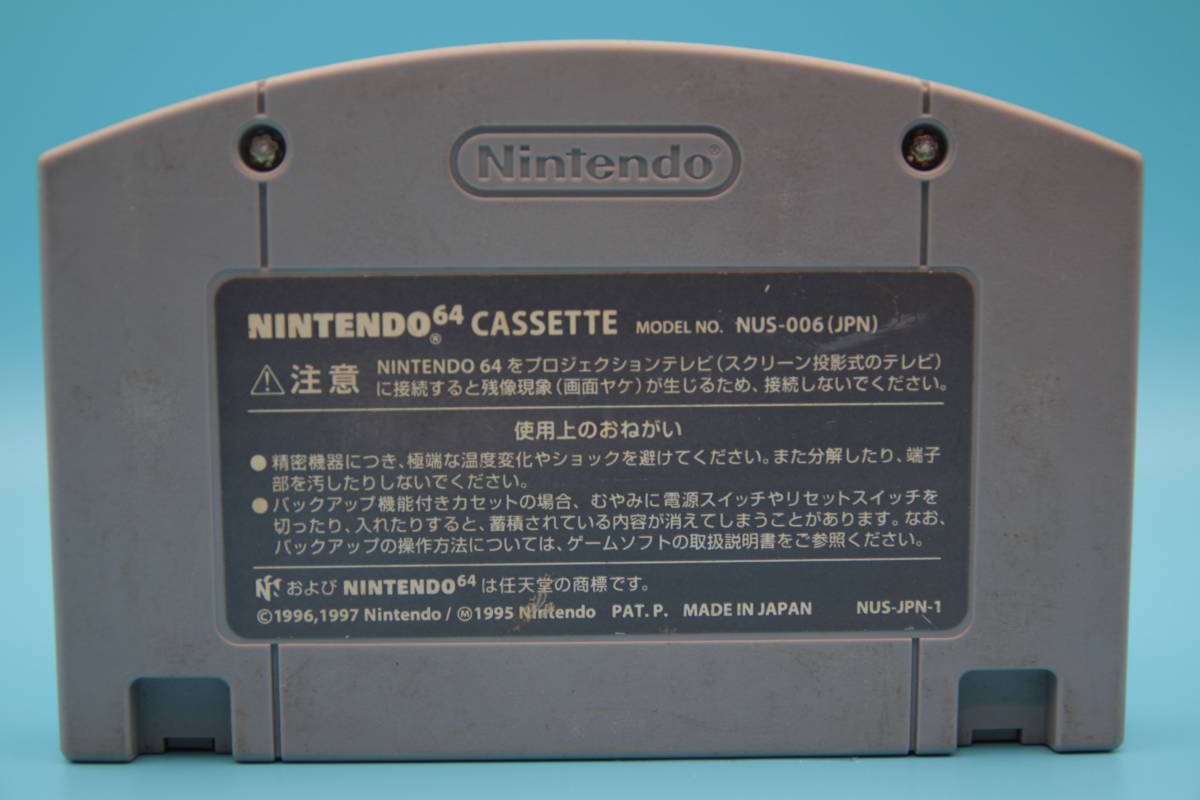 Nintendo®
NINTENDO64® CASSETTE MODEL NO. NUS-006(JPN)
⚠注意 NINTENDO 64をプロジェクションテレビ(スクリーン投影式のテレビ)
に接続すると残像現象(画面ヤケ)が生じるため、接続しないでください。
使用上のおねがい
●精密機器につき、極端な温度変化やショックを避けてください。また分解したり、端子
部を汚したりしないでください。
●バックアップ機能付きカセットの場合、むやみに電源スイッチやリセットスイッチを
切ったり、入れたりすると、蓄積されている内容が消えてしまうことがあります。なお、
バックアップの操作方法については、ゲームソフトの取扱説明書をご参照ください。
および NINTENDO64は任天堂の商標です。
©1996,1997 Nintendo/Ⓜ1995 Nintendo PAT.P. MADE IN JAPAN NUS-JPN-1